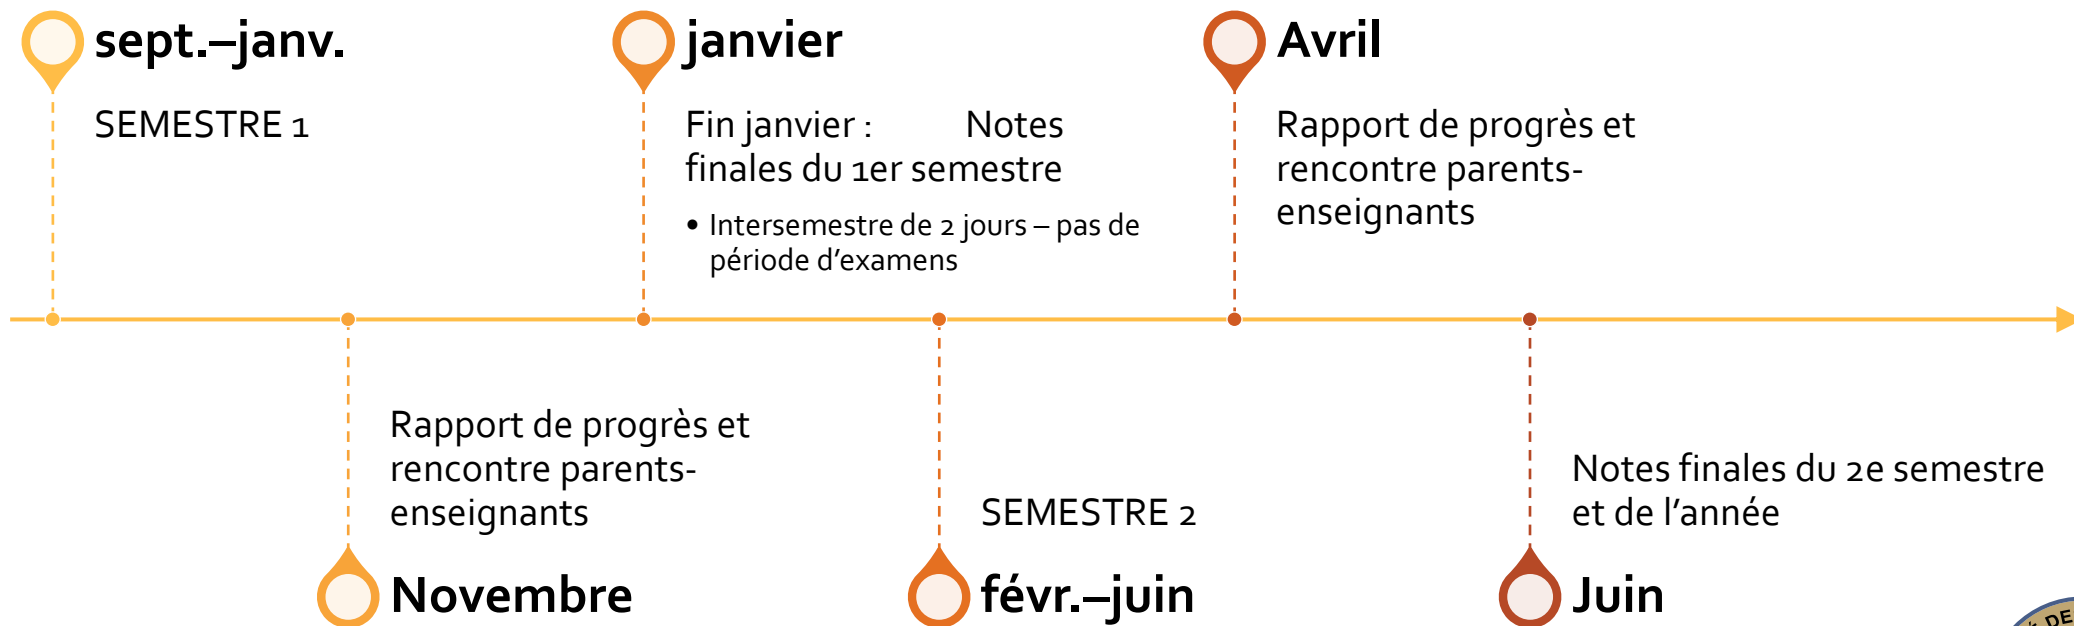 sept.–janv.
SEMESTRE 1
janvier
Fin janvier : Notes
finales du 1er semestre
• Intersemestre de 2 jours – pas de
période d’examens
Avril
Rapport de progrès et
rencontre parents-
enseignants
Rapport de progrès et
rencontre parents-
enseignants
Novembre
SEMESTRE 2
févr.–juin
Notes finales du 2e semestre
et de l’année
Juin
DE